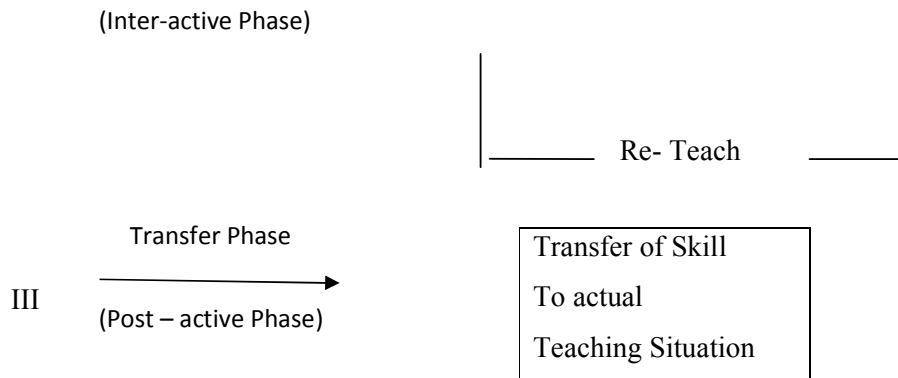 (Inter-active Phase)
Re- Teach
III
Transfer Phase
(Post – active Phase)
Transfer of Skill
To actual
Teaching Situation